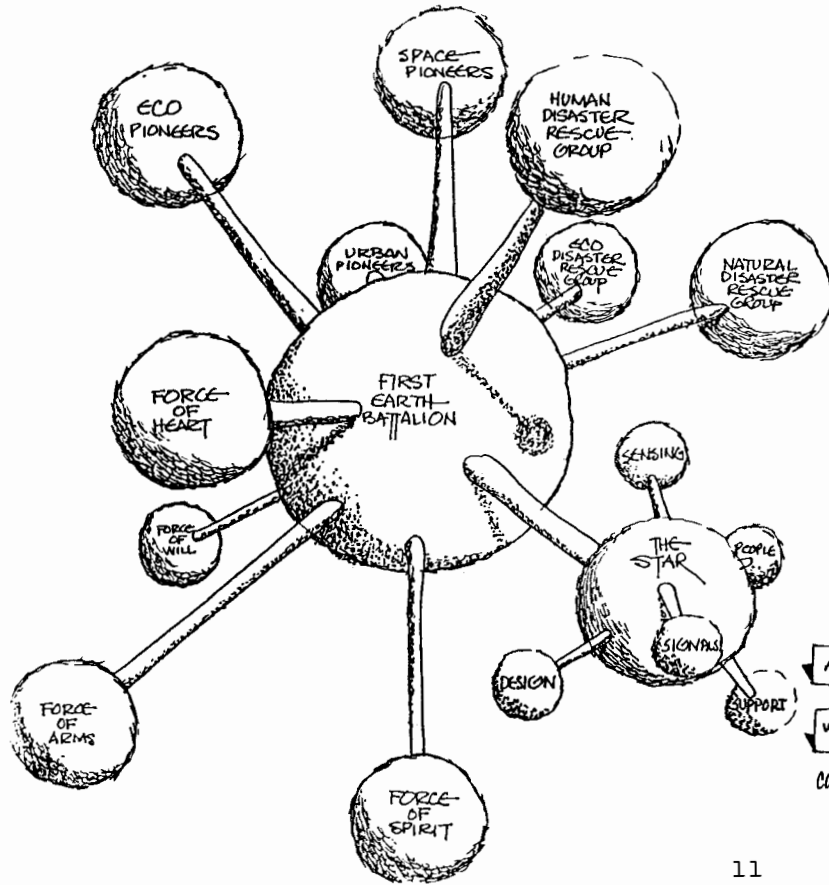 SPACE
PIONEERS
ECO
PIONEERS
HUMAN
DISASTER
RESCUE
GROUP
URBAN
PIONEERS
ECO
DISASTER
RESCUE
GROUP
NATURAL
DISASTER
RESCUE
GROUP
FIRST
EARTH
BATTALION
FORCE
OF
HEART
SENSING
FORCE
OF
WILL
THE
STAR
PEOPLE
SIGNALS
DESIGN
SUPPORT
FORCE
OF
ARMS
FORCE
OF
SPIRIT
11